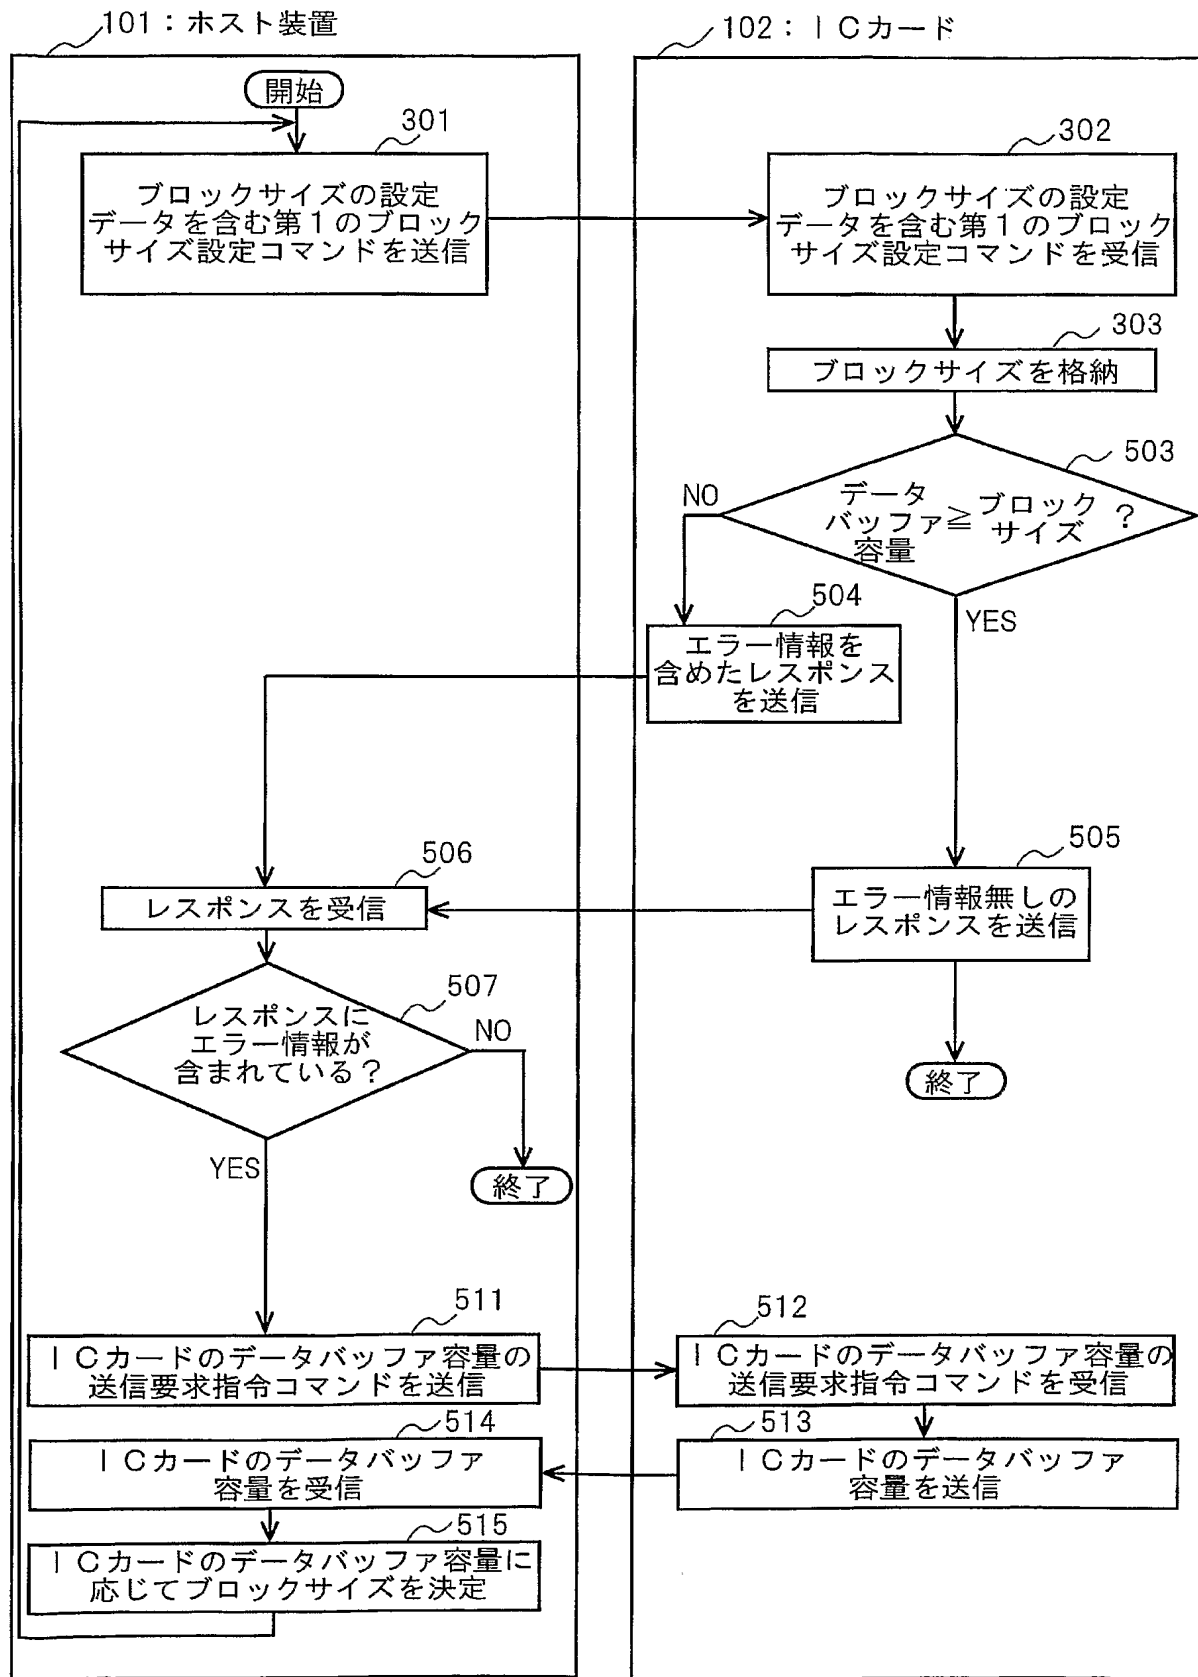 101：ホスト装置
102：ＩＣカード
開始
301
ブロックサイズの設定
データを含む第１のブロック
サイズ設定コマンドを送信
302
ブロックサイズの設定
データを含む第１のブロック
サイズ設定コマンドを受信
303
ブロックサイズを格納
503
データ
バッファ
容量
≧
ブロック
サイズ
？
NO
YES
504
エラー情報を
含めたレスポンス
を送信
505
エラー情報無しの
レスポンスを送信
506
レスポンスを受信
507
レスポンスに
エラー情報が
含まれている？
NO
YES
終了
終了
511
ＩＣカードのデータバッファ容量の
送信要求指令コマンドを送信
512
ＩＣカードのデータバッファ容量の
送信要求指令コマンドを受信
513
ＩＣカードのデータバッファ
容量を送信
514
ＩＣカードのデータバッファ
容量を受信
515
ＩＣカードのデータバッファ容量に
応じてブロックサイズを決定